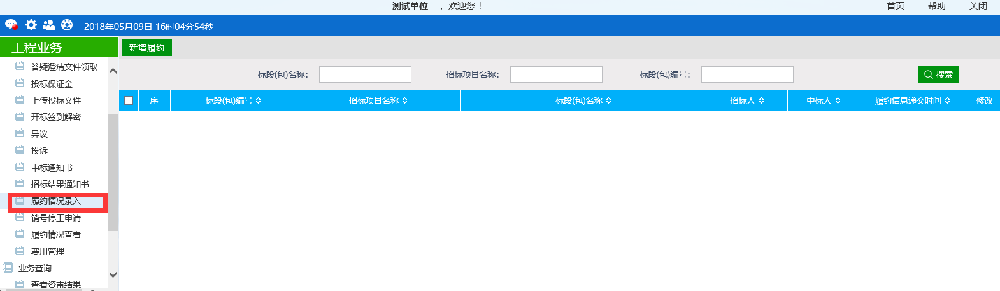 测试单位一 ，欢迎您！ 首页 帮助 关闭
2018年05月09日 16时04分54秒
工程业务
新增履约
答疑澄清文件领取
投标保证金
上传投标文件
开标签到解密
异议
投诉
中标通知书
招标结果通知书
履约情况录入
销号停工申请
履约情况查看
费用管理
业务查询
查看资审结果
标段(包)名称： 招标项目名称： 标段(包)编号： 搜索
序 标段(包)编号 招标项目名称 标段(包)名称 招标人 中标人 履约信息递交时间 修改